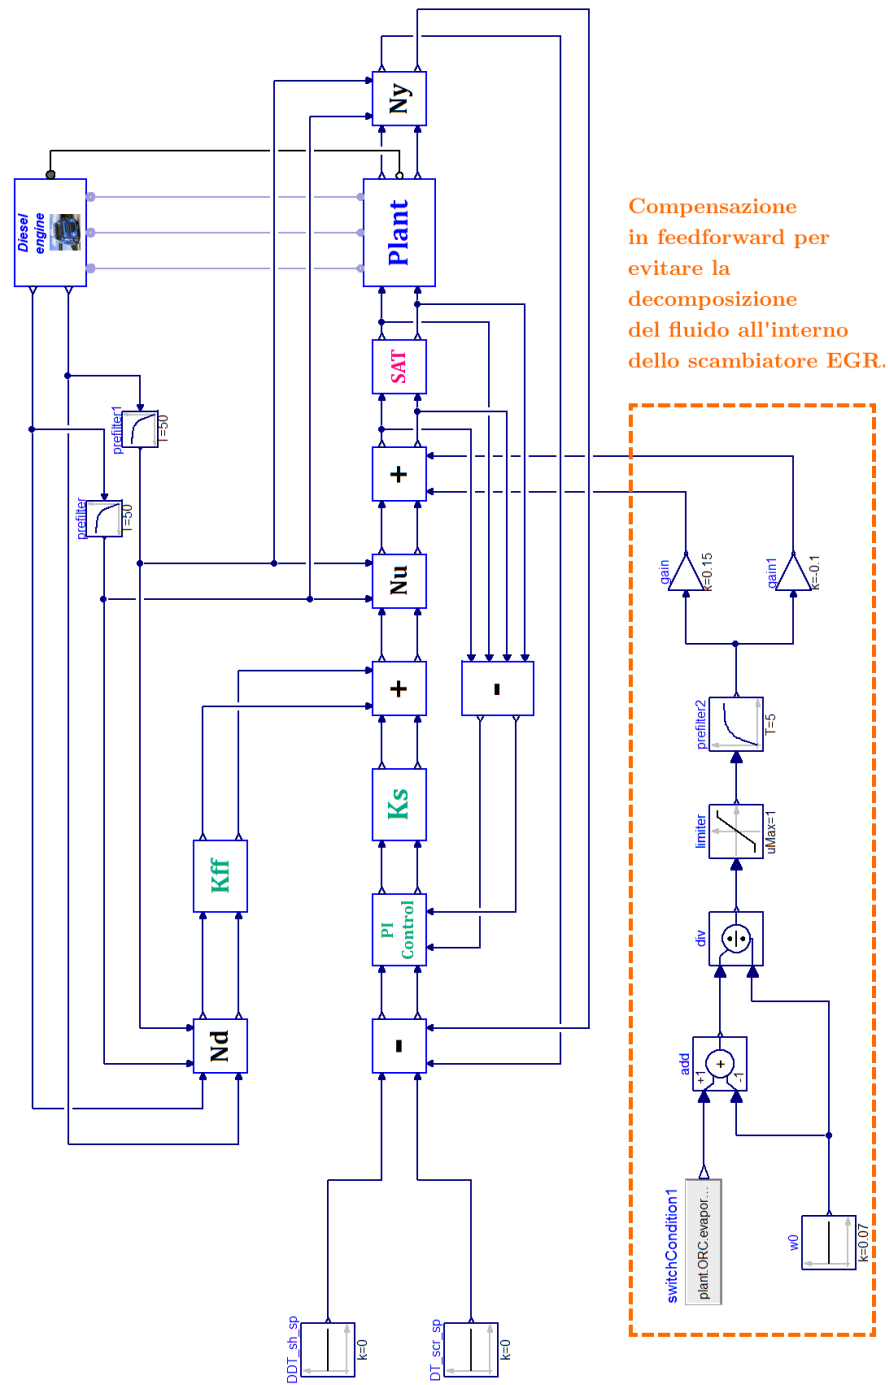 Ny
Diesel
engine
Plant
Compensazione
in feedforward per
evitare la
decomposizione
del fluido all'interno
dello scambiatore EGR.
SAT
prefilter1
T=50
+
prefilter
T=50
Nu
gain
k=0.15
gain1
k=-0.1
+
-
prefilter2
T=5
Ks
limiter
uMax=1
Kff
PI
Control
div
Nd
-
add
+1
+
-1
switchCondition1
plant.ORC.evapor...
w0
k=0.07
DDT_sh_sp
k=0
DT_scr_sp
k=0